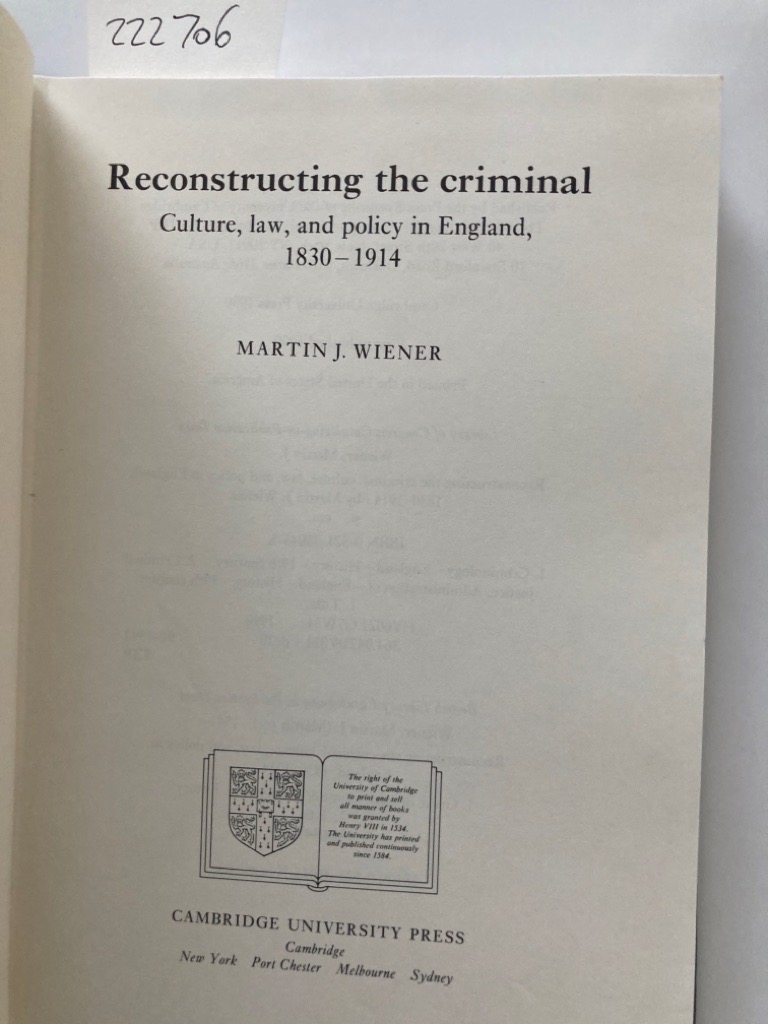 222706
Reconstructing the criminal
Culture, law, and policy in England,
1830–1914
MARTIN J. WIENER
The right of the
University of Cambridge
to print and sell
all manner of books
was granted by
Henry VIII in 1534.
The University has printed
and published continuously
since 1584.
CAMBRIDGE UNIVERSITY PRESS
Cambridge
New York Port Chester Melbourne Sydney